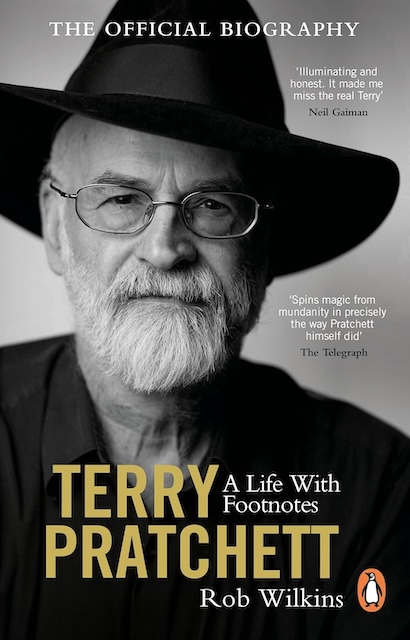 THE OFFICIAL BIOGRAPHY
‘Illuminating and
honest. It made me
miss the real Terry’
Neil Gaiman
‘Spins magic from
mundanity in precisely
the way Pratchett
himself did’
The Telegraph
TERRY
A Life With
Footnotes
PRATCHETT
Rob Wilkins